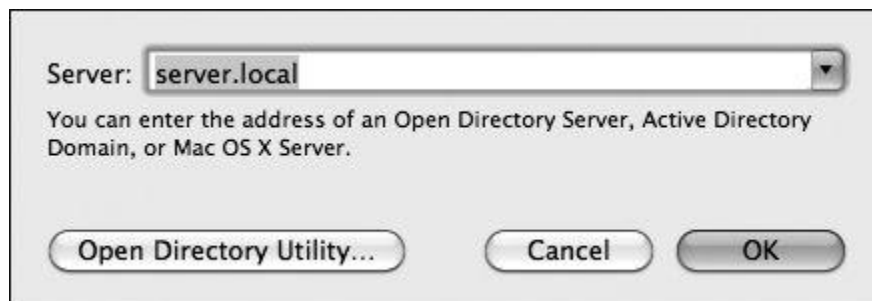 Server: server.local
You can enter the address of an Open Directory Server, Active Directory
Domain, or Mac OS X Server.
Open Directory Utility... Cancel OK